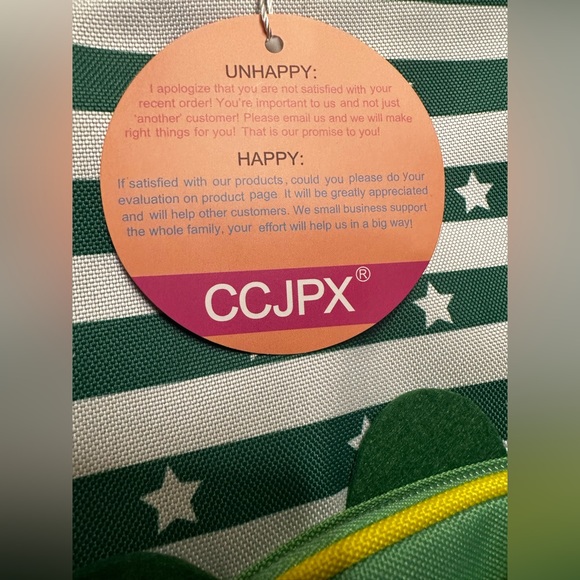 UNHAPPY:
I apologize that you are not satisfied with your
recent order! You're important to us and not just
'another' customer! Please email us and we will make
right things for you! That is our promise to you!
HAPPY:
If satisfied with our products, could you please do your
evaluation on product page It will be greatly appreciated
and will help other customers. We small business support
the whole family, your effort will help us in a big way!
CCJPX®